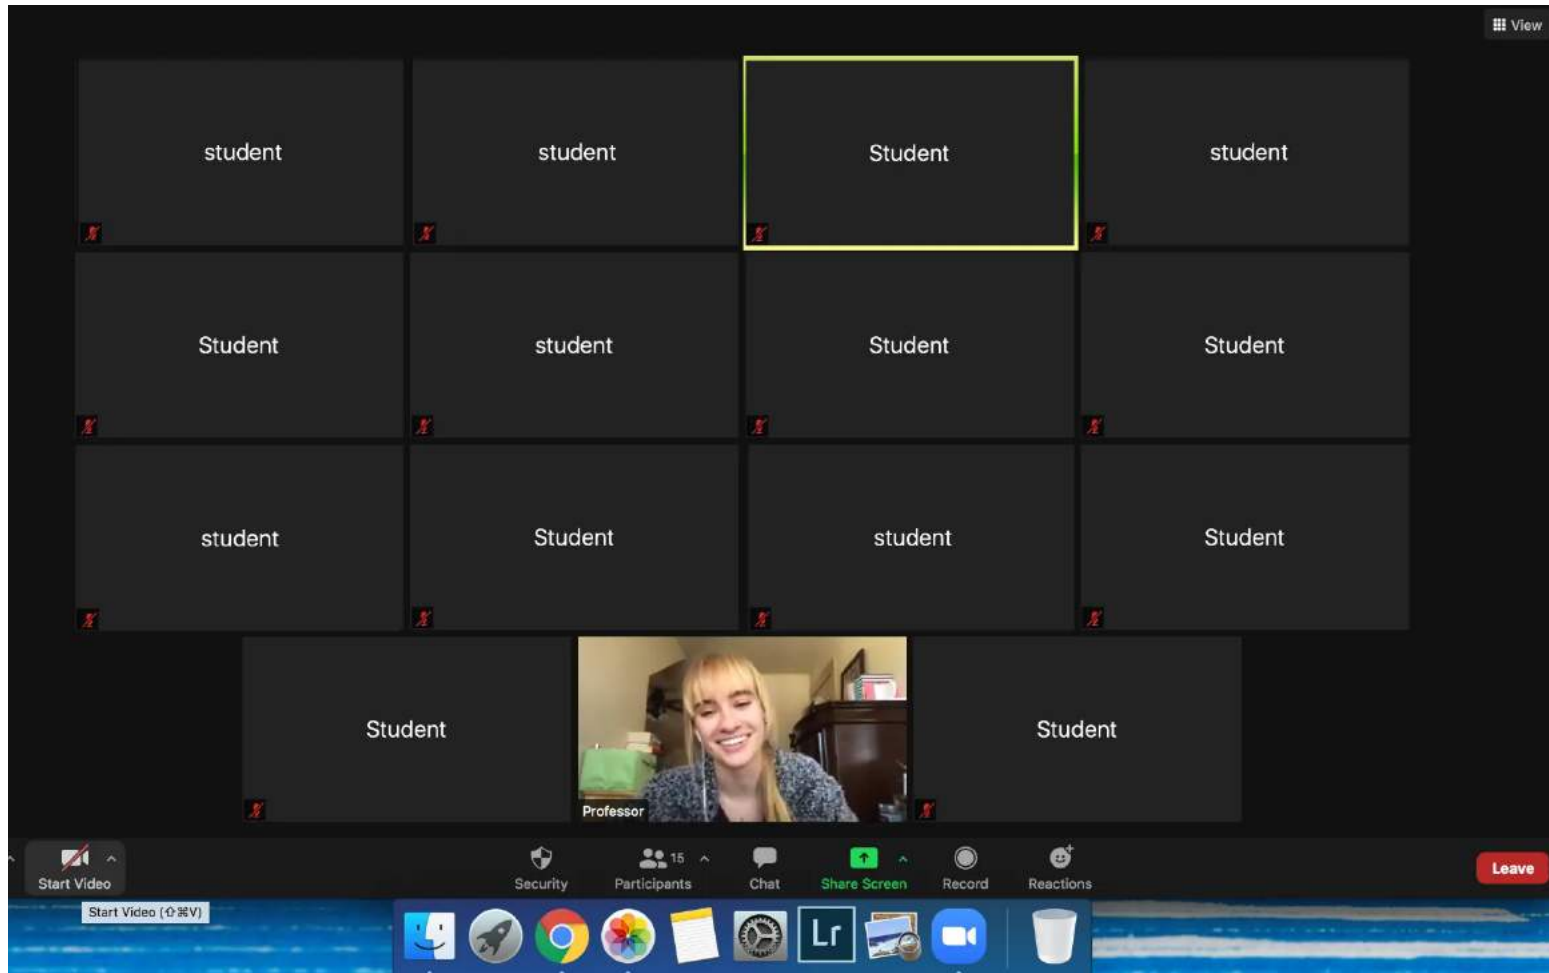 View
student
student
Student
student
Student
student
Student
Student
student
Student
student
Student
Student
Professor
Student
Start Video
Security
15
Participants
Chat
Share Screen
Record
Reactions
Leave
Start Video (⇧⌘V)
Lr